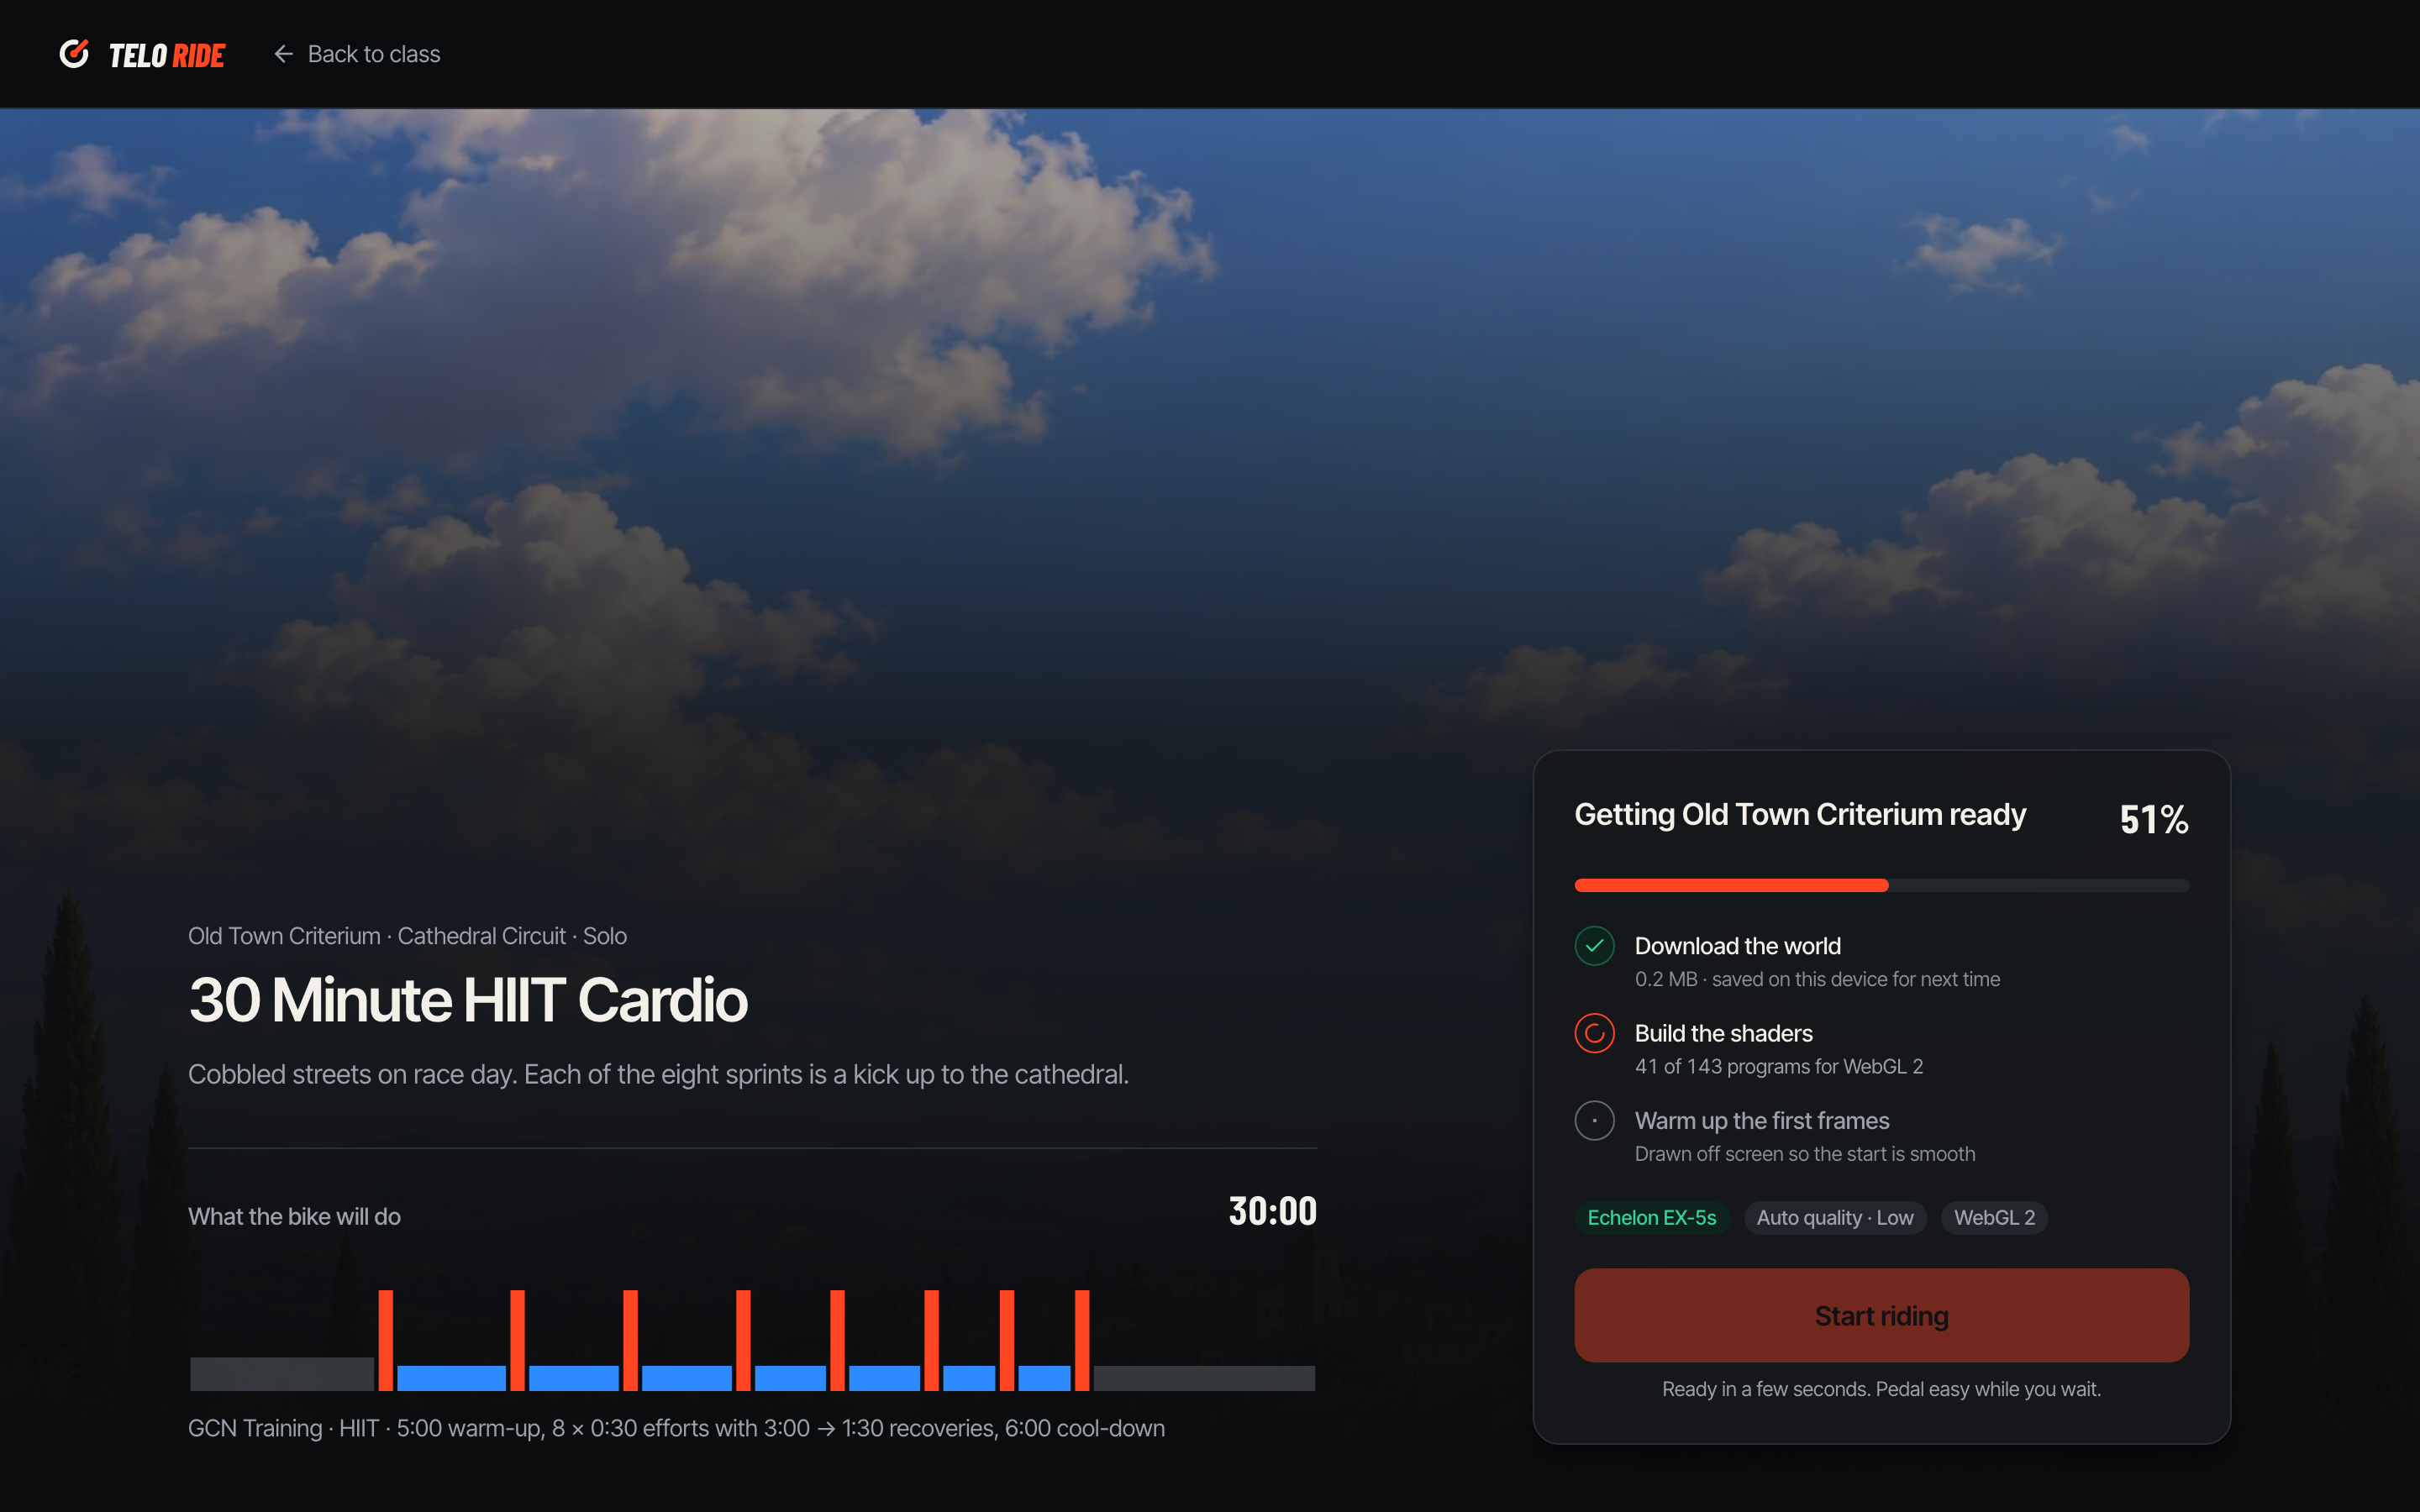 TELO RIDE
← Back to class
Old Town Criterium · Cathedral Circuit · Solo
30 Minute HIIT Cardio
Cobbled streets on race day. Each of the eight sprints is a kick up to the cathedral.
What the bike will do
30:00
GCN Training · HIIT · 5:00 warm-up, 8 × 0:30 efforts with 3:00 → 1:30 recoveries, 6:00 cool-down
Getting Old Town Criterium ready
51%
Download the world
0.2 MB · saved on this device for next time
Build the shaders
41 of 143 programs for WebGL 2
Warm up the first frames
Drawn off screen so the start is smooth
Echelon EX-5s
Auto quality · Low
WebGL 2
Start riding
Ready in a few seconds. Pedal easy while you wait.